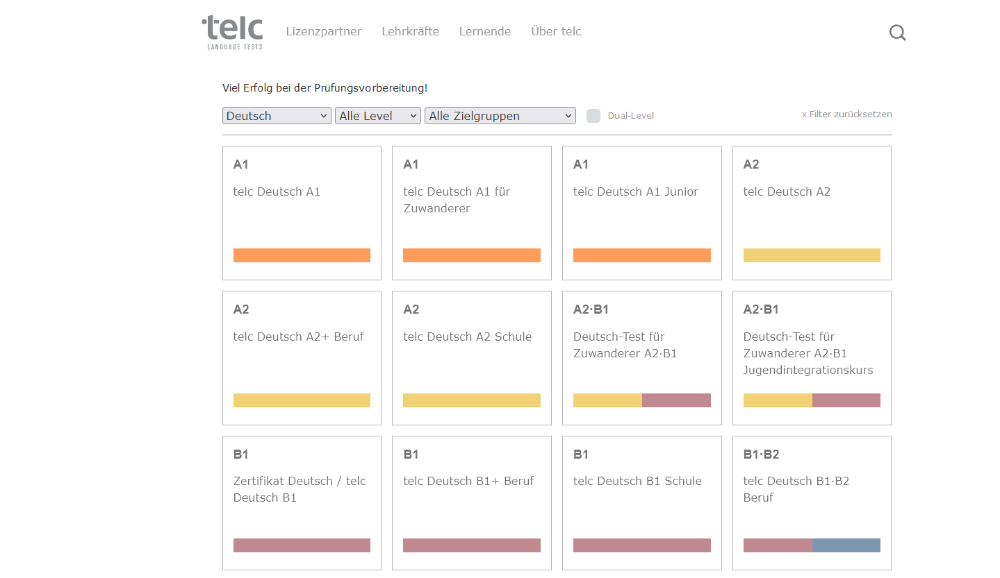 telc
LANGUAGE TESTS
Lizenzpartner Lehrkräfte Lernende Über telc
Viel Erfolg bei der Prüfungsvorbereitung!
Deutsch Alle Level Alle Zielgruppen Dual-Level x Filter zurücksetzen
A1
telc Deutsch A1
A1
telc Deutsch A1 für
Zuwanderer
A1
telc Deutsch A1 Junior
A2
telc Deutsch A2
A2
telc Deutsch A2+ Beruf
A2
telc Deutsch A2 Schule
A2·B1
Deutsch-Test für
Zuwanderer A2·B1
A2·B1
Deutsch-Test für
Zuwanderer A2·B1
Jugendintegrationskurs
B1
Zertifikat Deutsch / telc
Deutsch B1
B1
telc Deutsch B1+ Beruf
B1
telc Deutsch B1 Schule
B1·B2
telc Deutsch B1·B2
Beruf